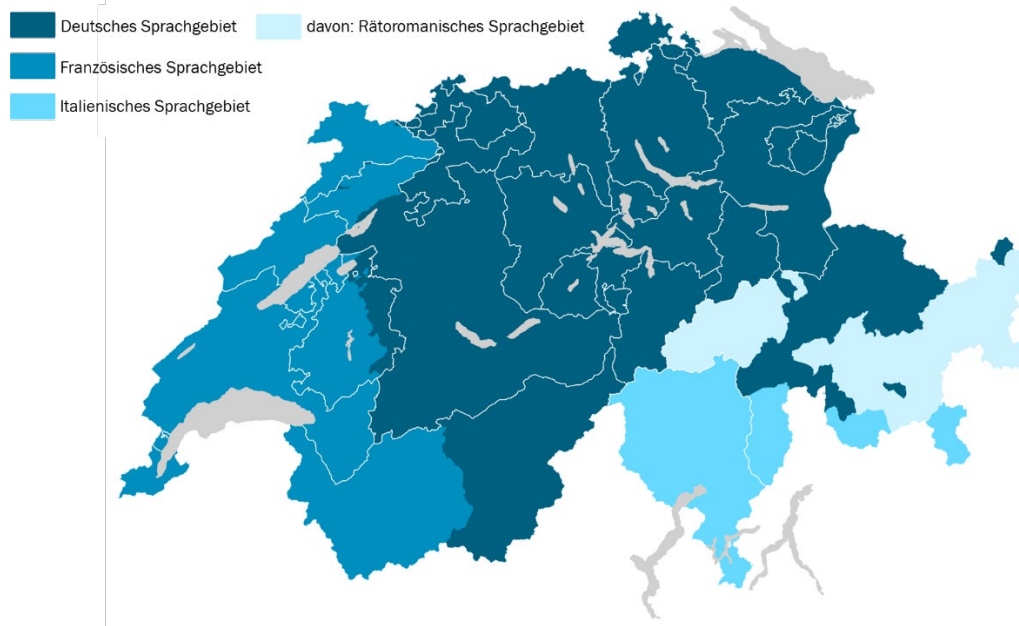 Deutsches Sprachgebiet
davon: Rätoromanisches Sprachgebiet
Französisches Sprachgebiet
Italienisches Sprachgebiet